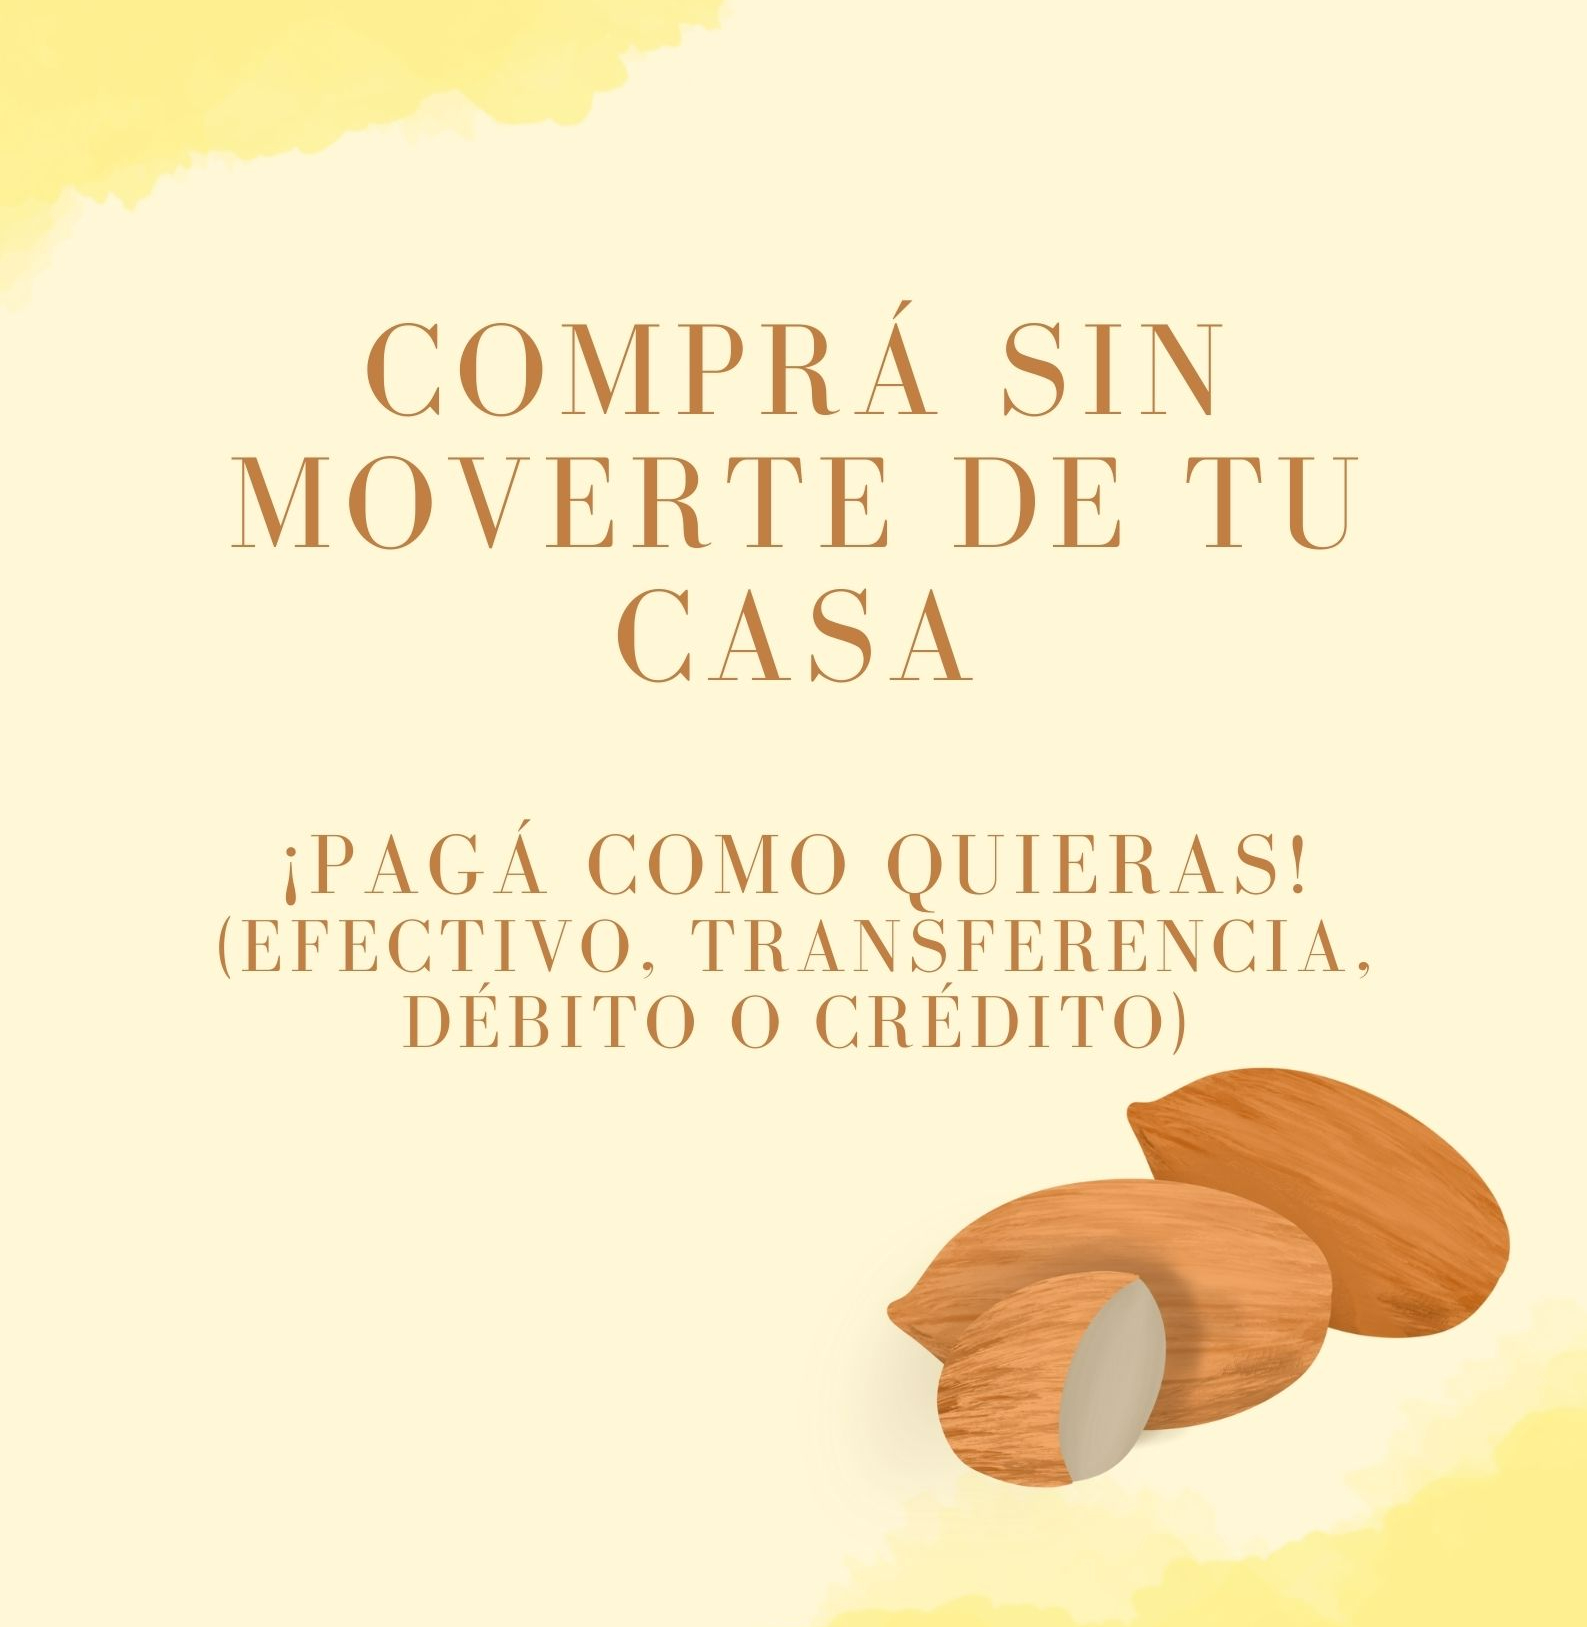 COMPRÁ SIN
MOVERTE DE TU
CASA
¡PAGÁ COMO QUIERAS!
(EFECTIVO, TRANSFERENCIA,
DÉBITO O CRÉDITO)